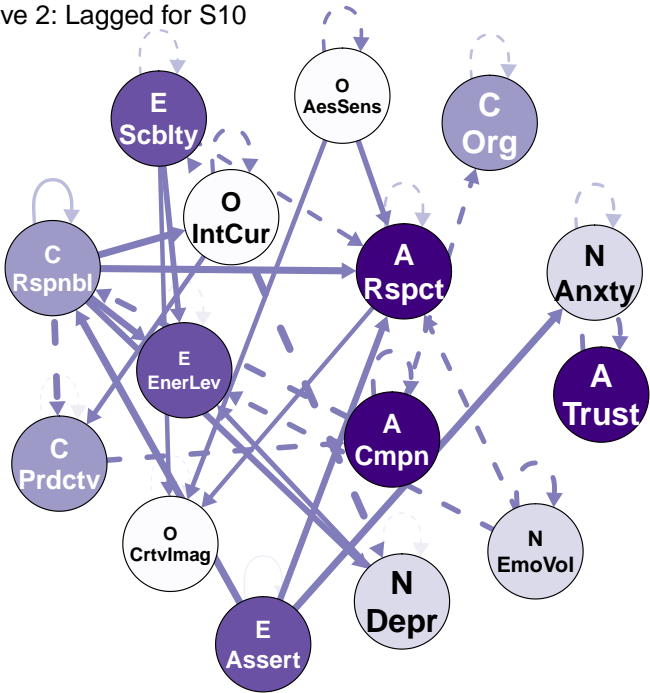 ve 2: Lagged for S10
E
Scblty
O
AesSens
C
Org
O
IntCur
C
Rspnbl
A
Rspct
N
Anxty
E
EnerLev
A
Trust
C
Prdctv
A
Cmpn
O
CrtvImag
N
EmoVol
N
Depr
E
Assert